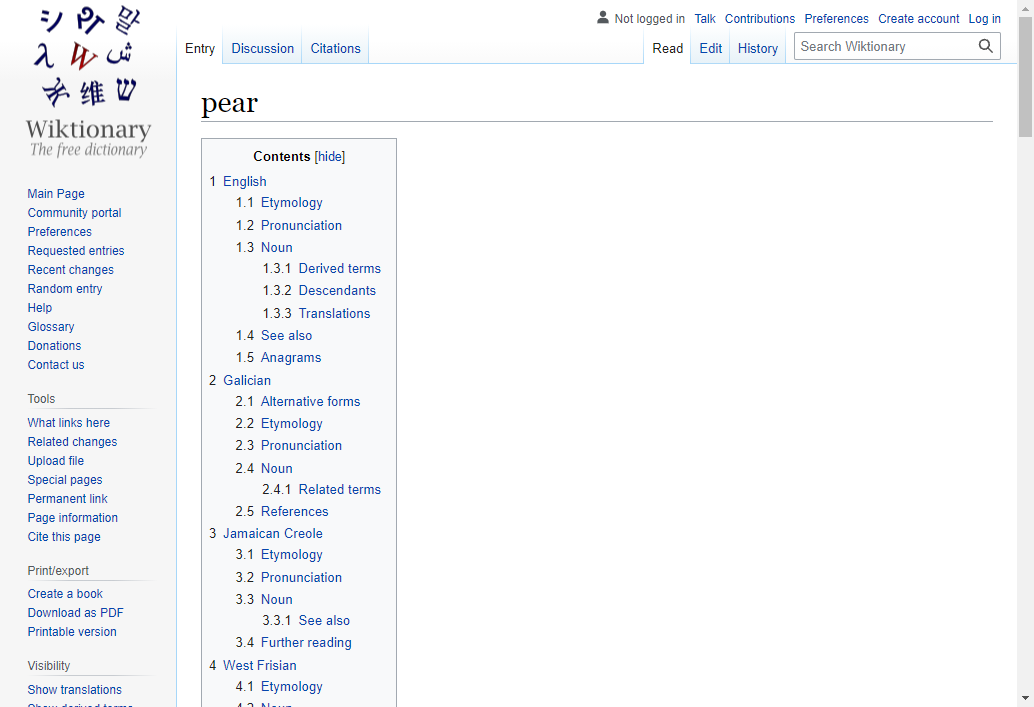 Not logged in Talk Contributions Preferences Create account Log in
Entry Discussion Citations Read Edit History Search Wiktionary
Wiktionary
The free dictionary
Main Page
Community portal
Preferences
Requested entries
Recent changes
Random entry
Help
Glossary
Donations
Contact us
Tools
What links here
Related changes
Upload file
Special pages
Permanent link
Page information
Cite this page
Print/export
Create a book
Download as PDF
Printable version
Visibility
Show translations
pear
Contents [hide]
1 English
1.1 Etymology
1.2 Pronunciation
1.3 Noun
1.3.1 Derived terms
1.3.2 Descendants
1.3.3 Translations
1.4 See also
1.5 Anagrams
2 Galician
2.1 Alternative forms
2.2 Etymology
2.3 Pronunciation
2.4 Noun
2.4.1 Related terms
2.5 References
3 Jamaican Creole
3.1 Etymology
3.2 Pronunciation
3.3 Noun
3.3.1 See also
3.4 Further reading
4 West Frisian
4.1 Etymology